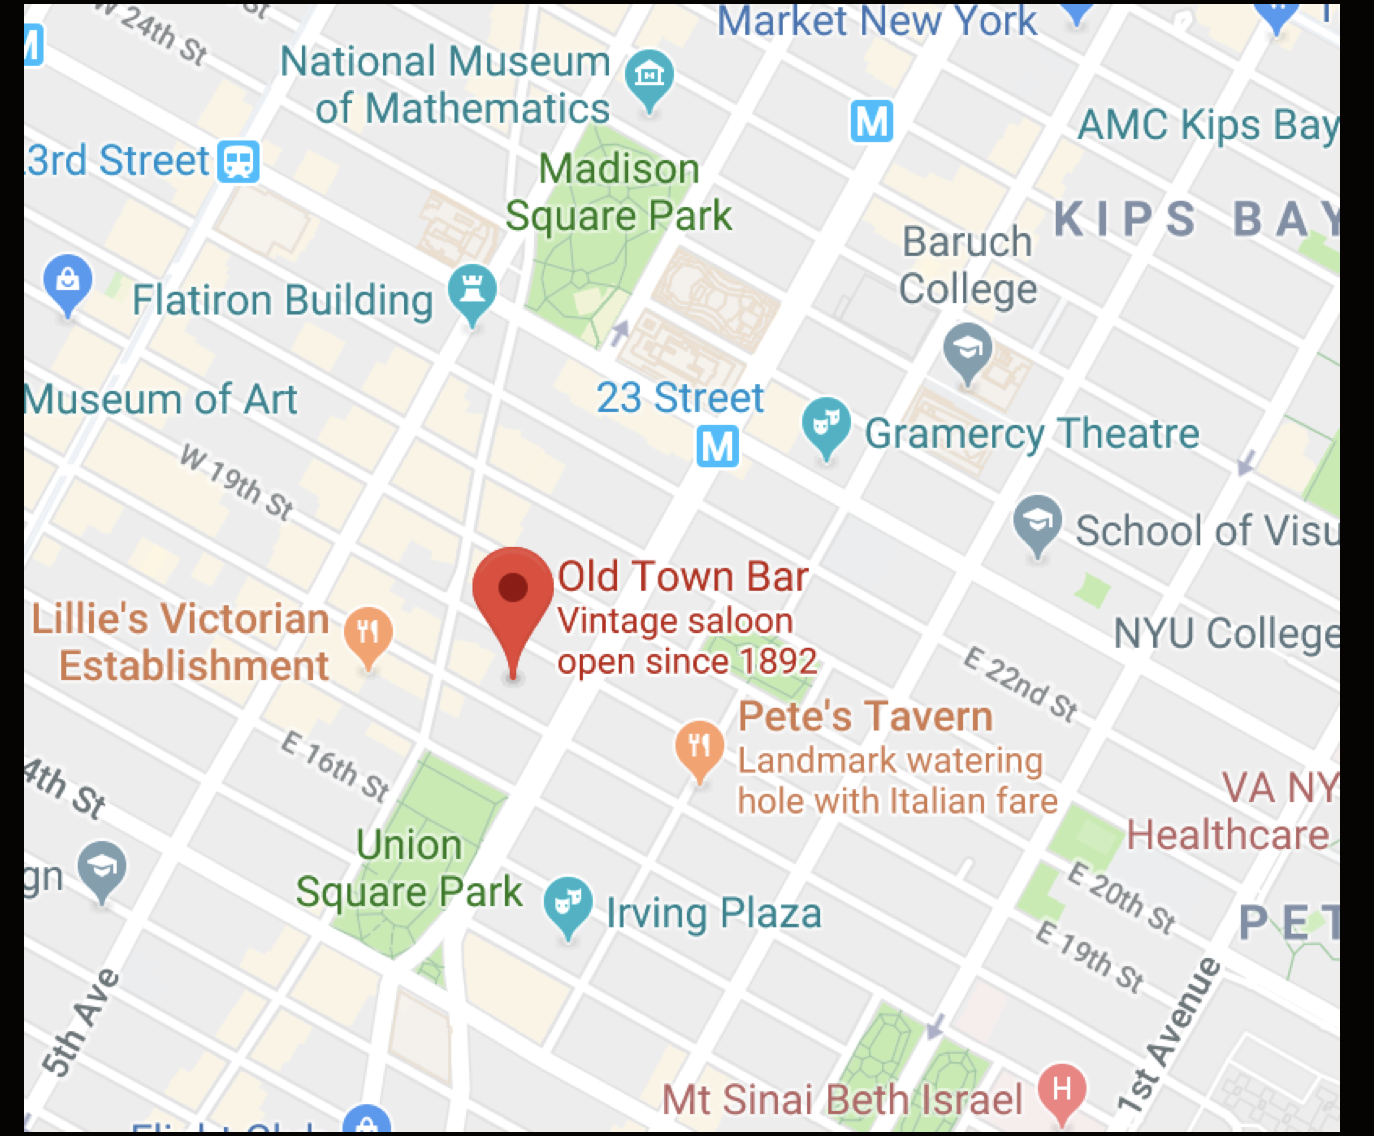 W 24th St
St
Market New York
M
National Museum
of Mathematics
M
AMC Kips Bay
3rd Street
Madison
Square Park
KIPS BAY
Baruch
College
Flatiron Building
Museum of Art
23 Street
M
Gramercy Theatre
W 19th St
School of Visu
Old Town Bar
Vintage saloon
open since 1892
Lillie's Victorian
Establishment
NYU College
E 22nd St
Pete's Tavern
Landmark watering
hole with Italian fare
E 16th St
4th St
VA NY
Healthcare
Union
Square Park
gn
E 20th St
Irving Plaza
PET
E 19th St
5th Ave
1st Avenue
Mt Sinai Beth Israel
H